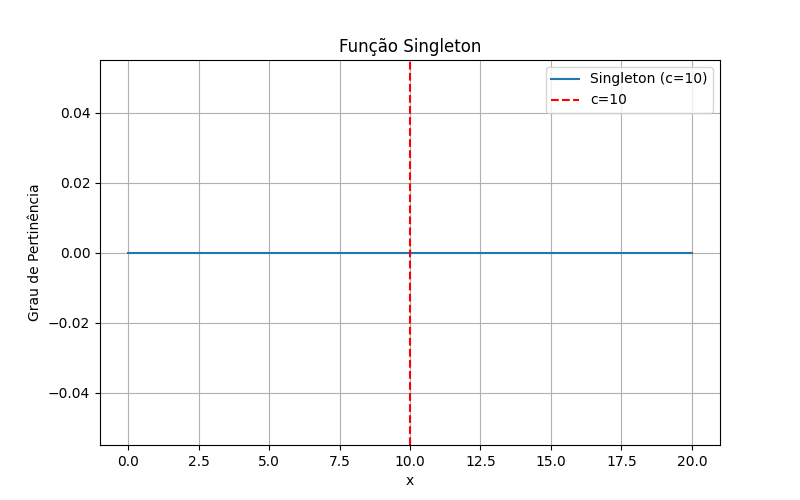 Função Singleton
Singleton (c=10)
c=10
Grau de Pertinência
0.04
0.02
0.00
−0.02
−0.04
0.0 2.5 5.0 7.5 10.0 12.5 15.0 17.5 20.0
x